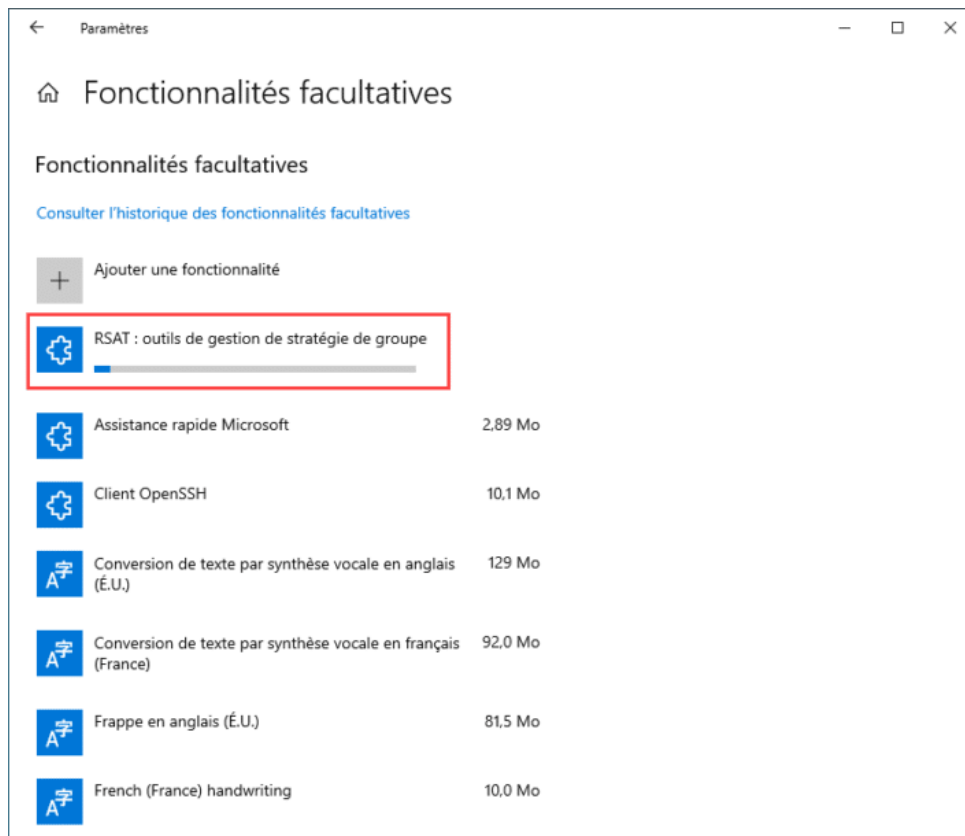 Paramètres
Fonctionnalités facultatives
Fonctionnalités facultatives
Consulter l'historique des fonctionnalités facultatives
Ajouter une fonctionnalité
RSAT : outils de gestion de stratégie de groupe
Assistance rapide Microsoft 2,89 Mo
Client OpenSSH 10,1 Mo
Conversion de texte par synthèse vocale en anglais 129 Mo
(É.U.)
Conversion de texte par synthèse vocale en français 92,0 Mo
(France)
Frappe en anglais (É.U.) 81,5 Mo
French (France) handwriting 10,0 Mo